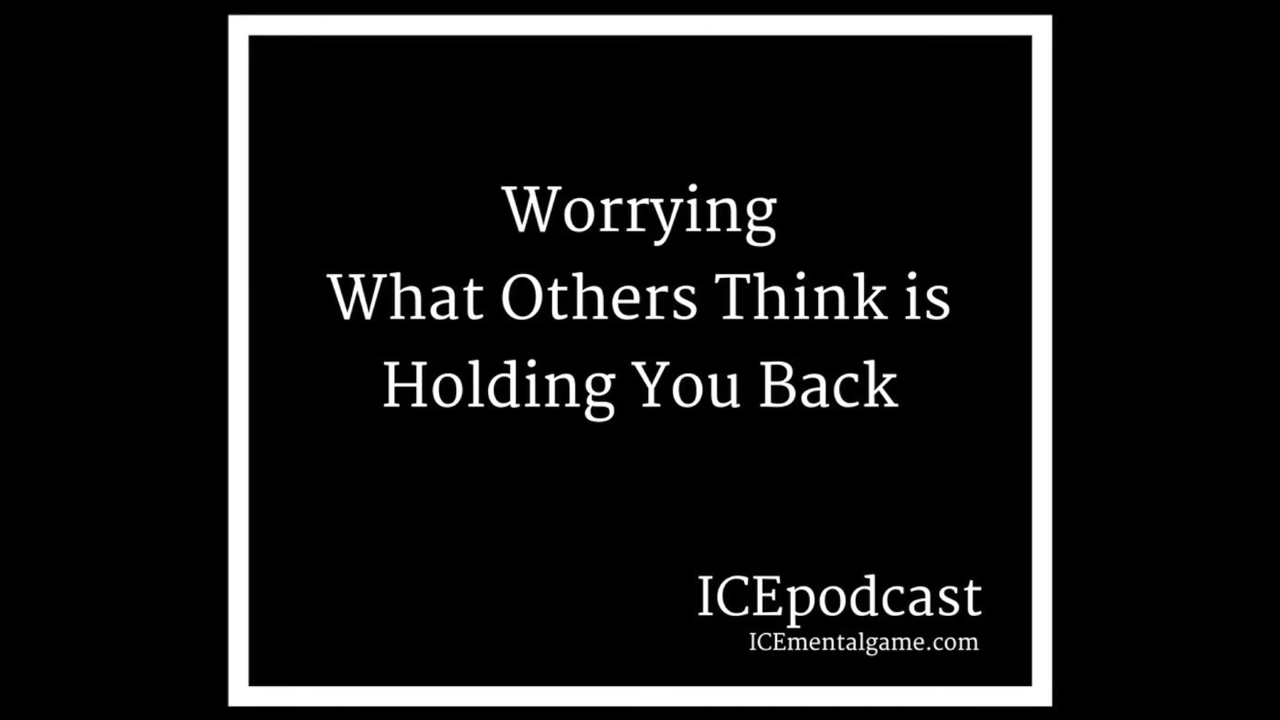 Worrying
What Others Think is
Holding You Back
ICEpodcast
ICEmentalgame.com